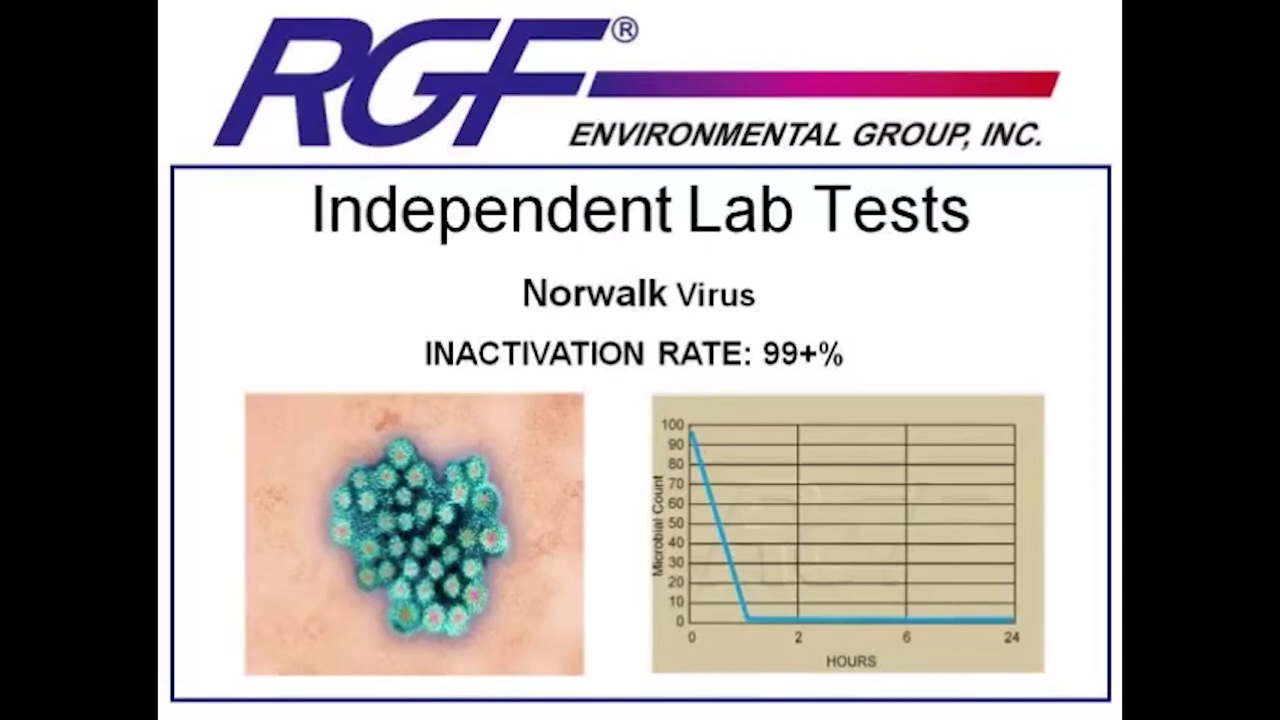 RGF®
ENVIRONMENTAL GROUP, INC.
Independent Lab Tests
Norwalk Virus
INACTIVATION RATE: 99+%
Microbial Count
100
90
80
70
60
50
40
30
20
10
0
0 2 6 24
HOURS